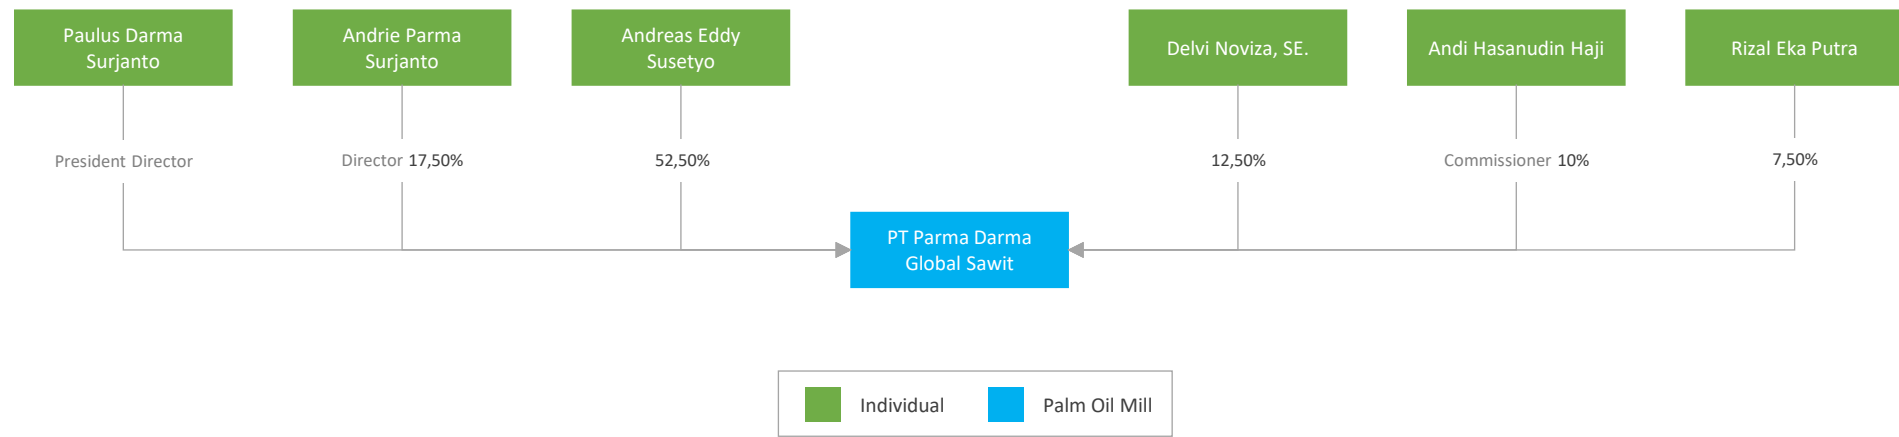 Paulus Darma
Surjanto
Andrie Parma
Surjanto
Andreas Eddy
Susetyo
Delvi Noviza, SE.
Andi Hasanudin Haji
Rizal Eka Putra
President Director
Director 17,50%
52,50%
12,50%
Commissioner 10%
7,50%
PT Parma Darma
Global Sawit
Individual
Palm Oil Mill